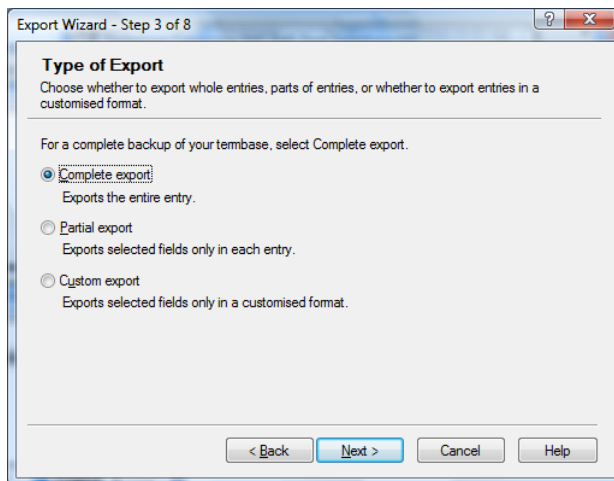 Export Wizard - Step 3 of 8
Type of Export
Choose whether to export whole entries, parts of entries, or whether to export entries in a
customised format.
For a complete backup of your termbase, select Complete export.
Complete export
Exports the entire entry.
Partial export
Exports selected fields only in each entry.
Custom export
Exports selected fields only in a customised format.
< Back Next > Cancel Help